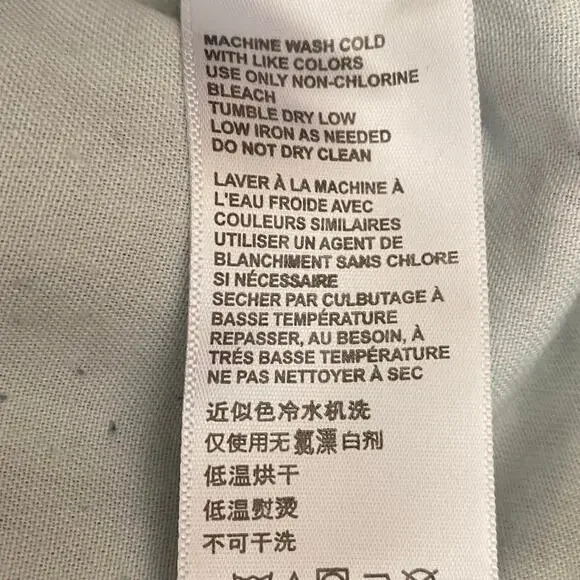 MACHINE WASH COLD
WITH LIKE COLORS
USE ONLY NON-CHLORINE
BLEACH
TUMBLE DRY LOW
LOW IRON AS NEEDED
DO NOT DRY CLEAN
LAVER À LA MACHINE À
L'EAU FROIDE AVEC
COULEURS SIMILAIRES
UTILISER UN AGENT DE
BLANCHIMENT SANS CHLORE
SI NÉCESSAIRE
SECHER PAR CULBUTAGE À
BASSE TEMPÉRATURE
REPASSER, AU BESOIN, À
TRÉS BASSE TEMPÉRATURE
NE PAS NETTOYER À SEC
近似色冷水机洗
仅使用无氯漂白剂
低温烘干
低温熨烫
不可干洗